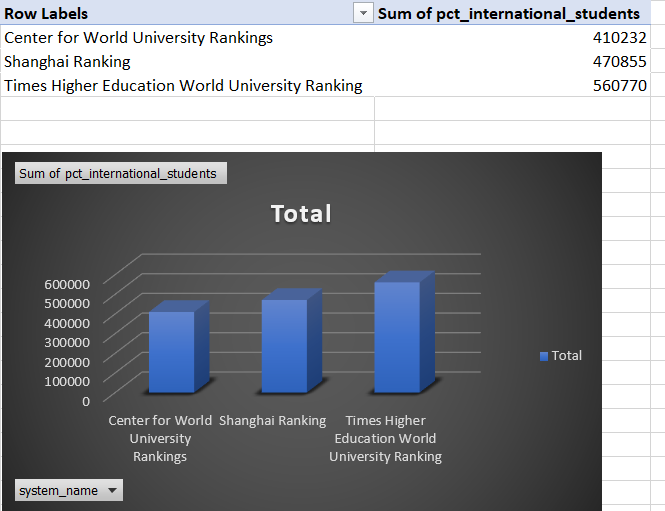 Row Labels Sum of pct_international_students
Center for World University Rankings 410232
Shanghai Ranking 470855
Times Higher Education World University Ranking 560770
Sum of pct_international_students
Total
600000
500000
400000
300000
200000
100000
0
Total
Center for World University Rankings
Shanghai Ranking
Times Higher Education World University Ranking
system_name